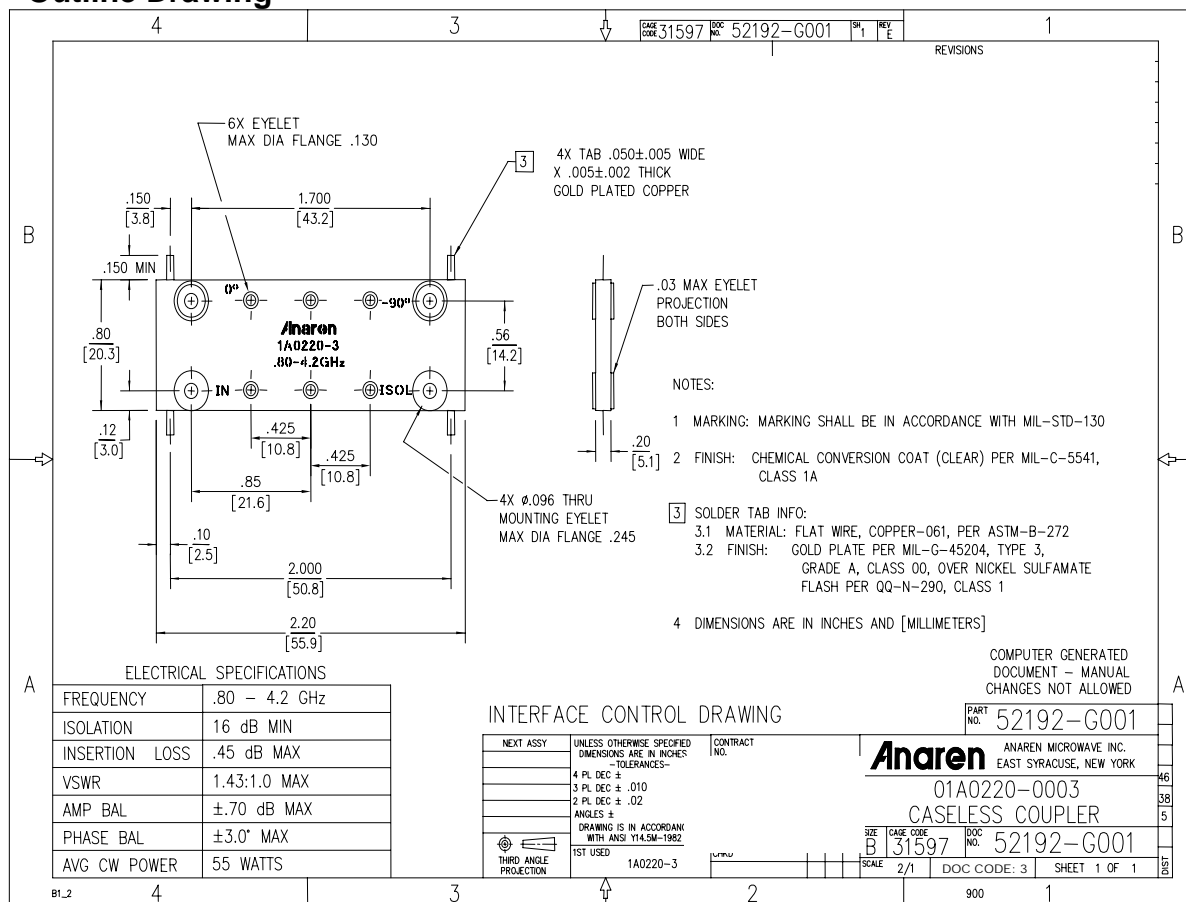 Outline Drawing
4 3 1
CAGE CODE 31597 DOC NO. 52192-G001 SH 1 REV E
REVISIONS
6X EYELET
MAX DIA FLANGE .130
3
4X TAB .050±.005 WIDE
X .005±.002 THICK
GOLD PLATED COPPER
.150
[3.8]
1.700
[43.2]
B
B
.150 MIN
.03 MAX EYELET
PROJECTION
BOTH SIDES
0°
-90°
Anaren
1A0220-3
.80-4.2GHz
.80
[20.3]
.56
[14.2]
IN
ISOL
.12
[3.0]
.425
[10.8]
.425
[10.8]
.85
[21.6]
.20
[5.1]
4X ø.096 THRU
MOUNTING EYELET
MAX DIA FLANGE .245
.10
[2.5]
2.000
[50.8]
2.20
[55.9]
NOTES:
1 MARKING: MARKING SHALL BE IN ACCORDANCE WITH MIL-STD-130
2 FINISH: CHEMICAL CONVERSION COAT (CLEAR) PER MIL-C-5541,
CLASS 1A
3 SOLDER TAB INFO:
3.1 MATERIAL: FLAT WIRE, COPPER-061, PER ASTM-B-272
3.2 FINISH: GOLD PLATE PER MIL-G-45204, TYPE 3,
GRADE A, CLASS 00, OVER NICKEL SULFAMATE
FLASH PER QQ-N-290, CLASS 1
4 DIMENSIONS ARE IN INCHES AND [MILLIMETERS]
COMPUTER GENERATED
DOCUMENT - MANUAL
CHANGES NOT ALLOWED
A
A
ELECTRICAL SPECIFICATIONS
FREQUENCY .80 - 4.2 GHz
ISOLATION 16 dB MIN
INSERTION LOSS .45 dB MAX
VSWR 1.43:1.0 MAX
AMP BAL ±.70 dB MAX
PHASE BAL ±3.0° MAX
AVG CW POWER 55 WATTS
INTERFACE CONTROL DRAWING
NEXT ASSY
UNLESS OTHERWISE SPECIFIED
DIMENSIONS ARE IN INCHES
-TOLERANCES-
4 PL DEC ±
3 PL DEC ± .010
2 PL DEC ± .02
ANGLES ±
DRAWING IS IN ACCORDANC
WITH ANSI Y14.5M-1982
THIRD ANGLE
PROJECTION
1ST USED
1A0220-3
CONTRACT
NO.
PART NO. 52192-G001
Anaren
ANAREN MICROWAVE INC.
EAST SYRACUSE, NEW YORK
01A0220-0003
CASELESS COUPLER
SIZE B CAGE CODE 31597 DOC NO. 52192-G001
SCALE 2/1 DOC CODE: 3 SHEET 1 OF 1
46
38
5
DIST
B1_2 4 3 2 900 1